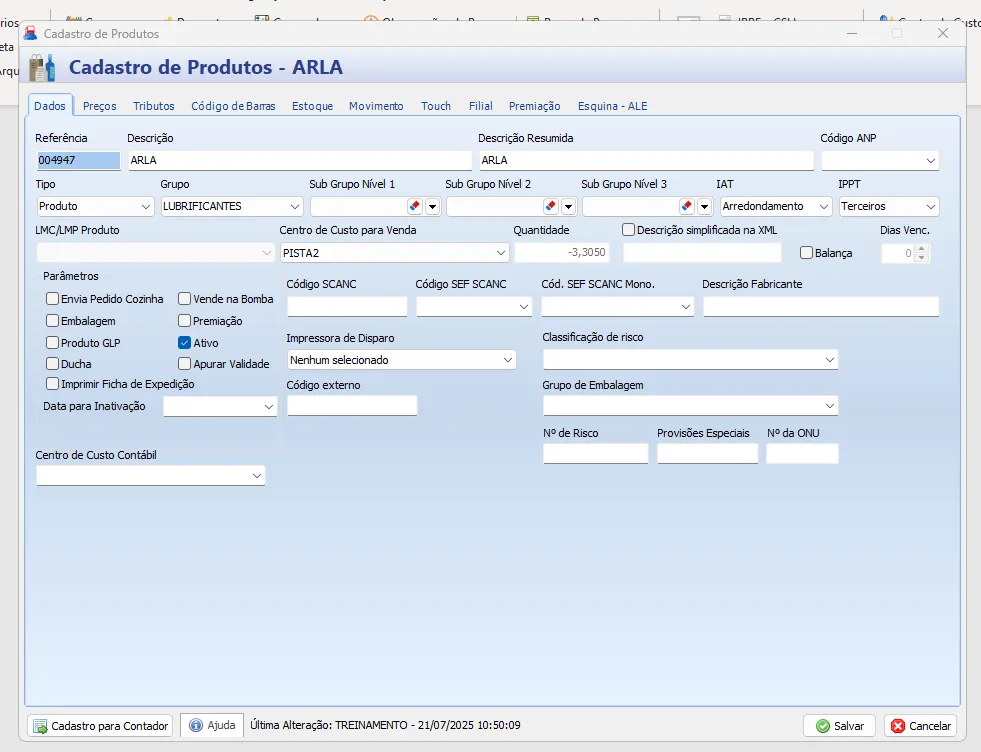 Cadastro de Produtos
Cadastro de Produtos - ARLA
Dados Preços Tributos Código de Barras Estoque Movimento Touch Filial Premiação Esquina - ALE
Referência Descrição Descrição Resumida Código ANP
004947 ARLA ARLA
Tipo Grupo Sub Grupo Nível 1 Sub Grupo Nível 2 Sub Grupo Nível 3 IAT IPPT
Produto LUBRIFICANTES Arredondamento Terceiros
LMC/LMP Produto Centro de Custo para Venda Quantidade Descrição simplificada na XML Dias Venc.
PISTA2 -3,3050 Balança 0
Parâmetros
Código SCANC Código SEF SCANC Cód. SEF SCANC Mono. Descrição Fabricante
Envia Pedido Cozinha Vende na Bomba
Embalagem Premiação
Impressora de Disparo Classificação de risco
Produto GLP Ativo
Nenhum selecionado
Ducha Apurar Validade
Imprimir Ficha de Expedição Código externo Grupo de Embalagem
Data para Inativação
Nº de Risco Provisões Especiais Nº da ONU
Centro de Custo Contábil
Cadastro para Contador Ajuda Última Alteração: TREINAMENTO - 21/07/2025 10:50:09 Salvar Cancelar